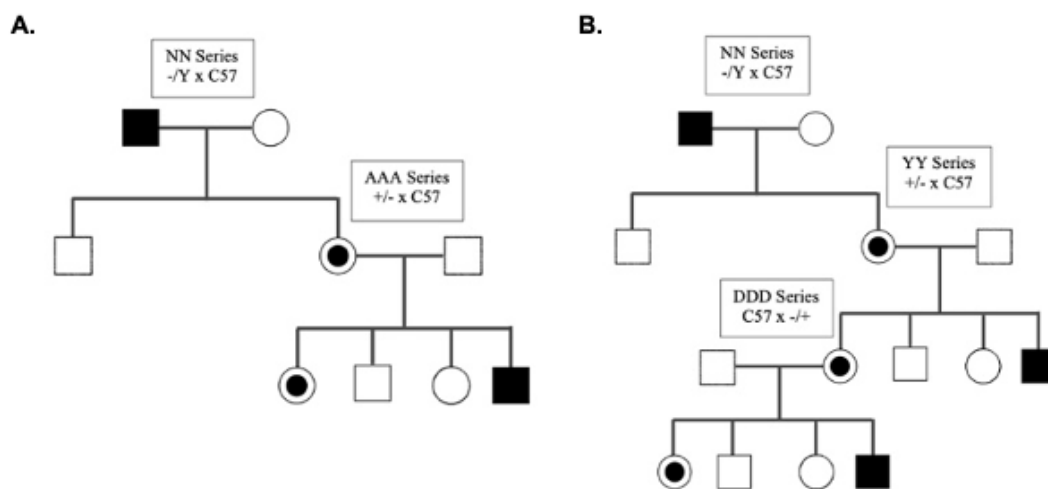 A.
NN Series
-/Y x C57
AAA Series
+/- x C57
B.
NN Series
-/Y x C57
YY Series
+/- x C57
DDD Series
C57 x -/+